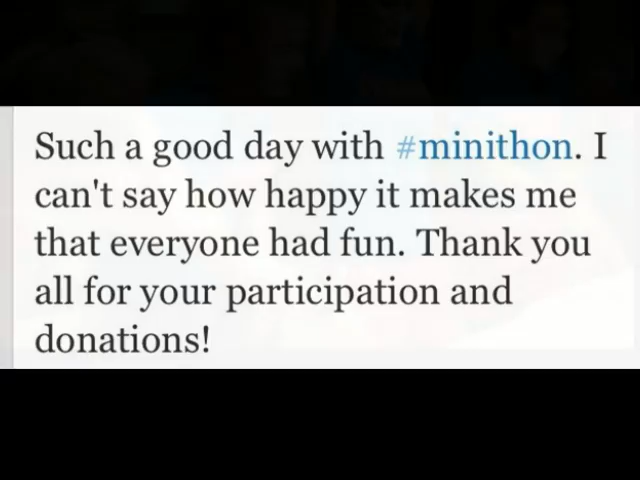 Such a good day with #minithon. I
can't say how happy it makes me
that everyone had fun. Thank you
all for your participation and
donations!